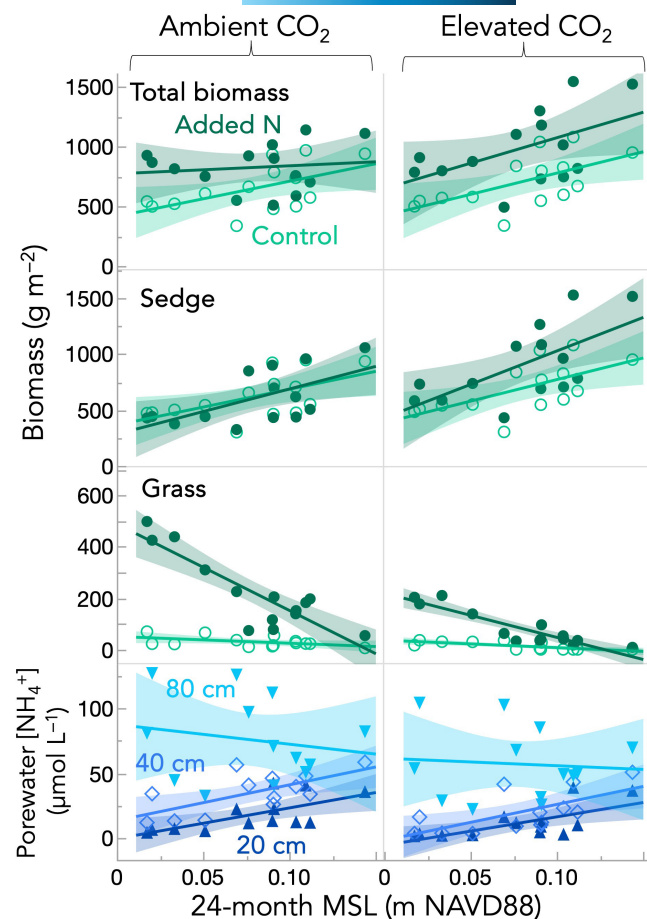 Ambient CO₂ Elevated CO₂
1500
Total biomass
Added N
1000
500
Control
0
Biomass (g m⁻²)
1500
Sedge
1000
500
0
600
Grass
400
200
0
80 cm
100
40 cm
50
20 cm
0
Porewater [NH₄⁺]
(µmol L⁻¹)
0 0.05 0.10 0 0.05 0.10
24-month MSL (m NAVD88)